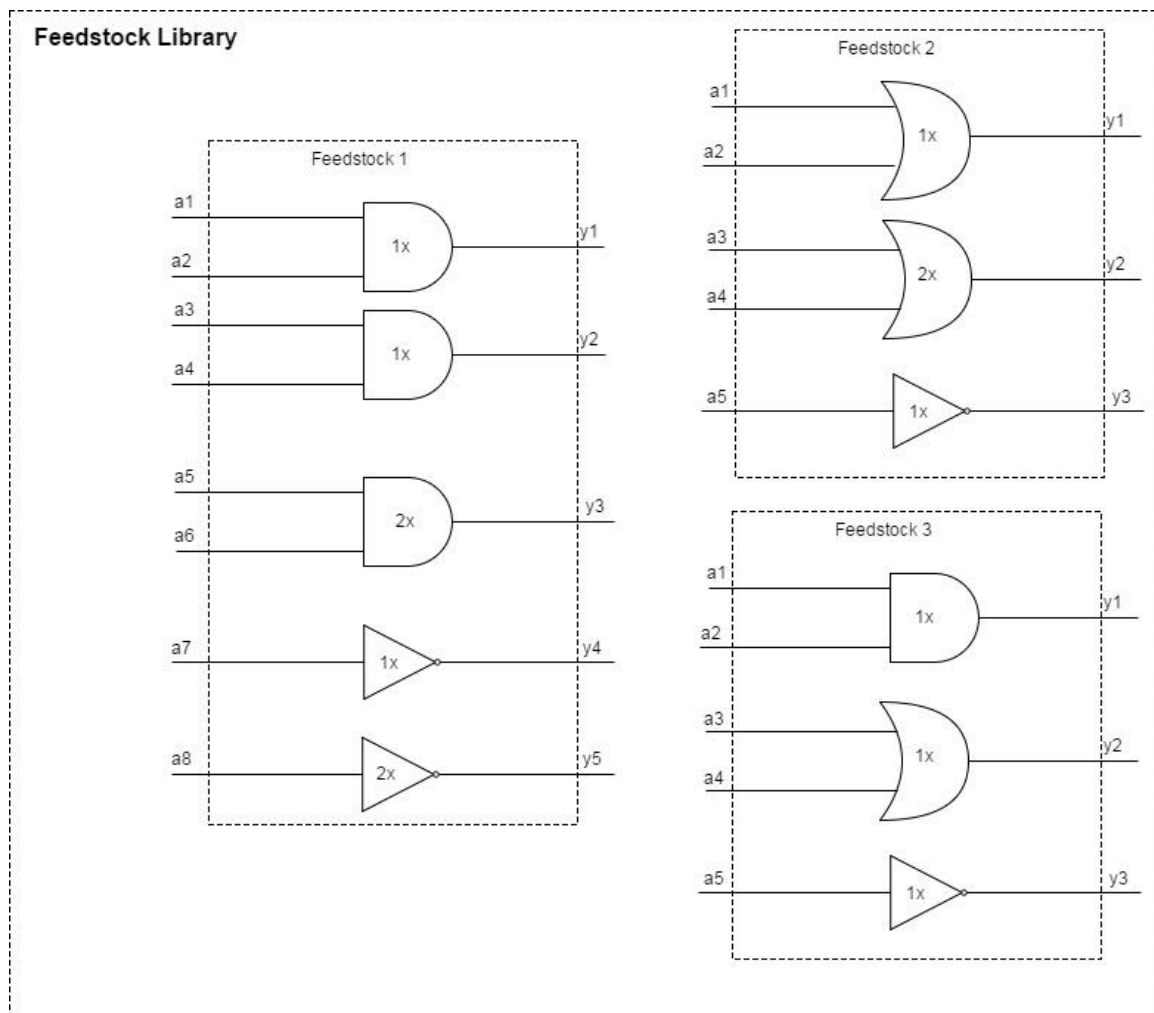 Feedstock Library
Feedstock 1
a1
1x
y1
a2
a3
1x
y2
a4
a5
2x
y3
a6
a7
1x
y4
a8
2x
y5
Feedstock 2
a1
1x
y1
a2
a3
2x
y2
a4
a5
1x
y3
Feedstock 3
a1
1x
y1
a2
a3
1x
y2
a4
a5
1x
y3